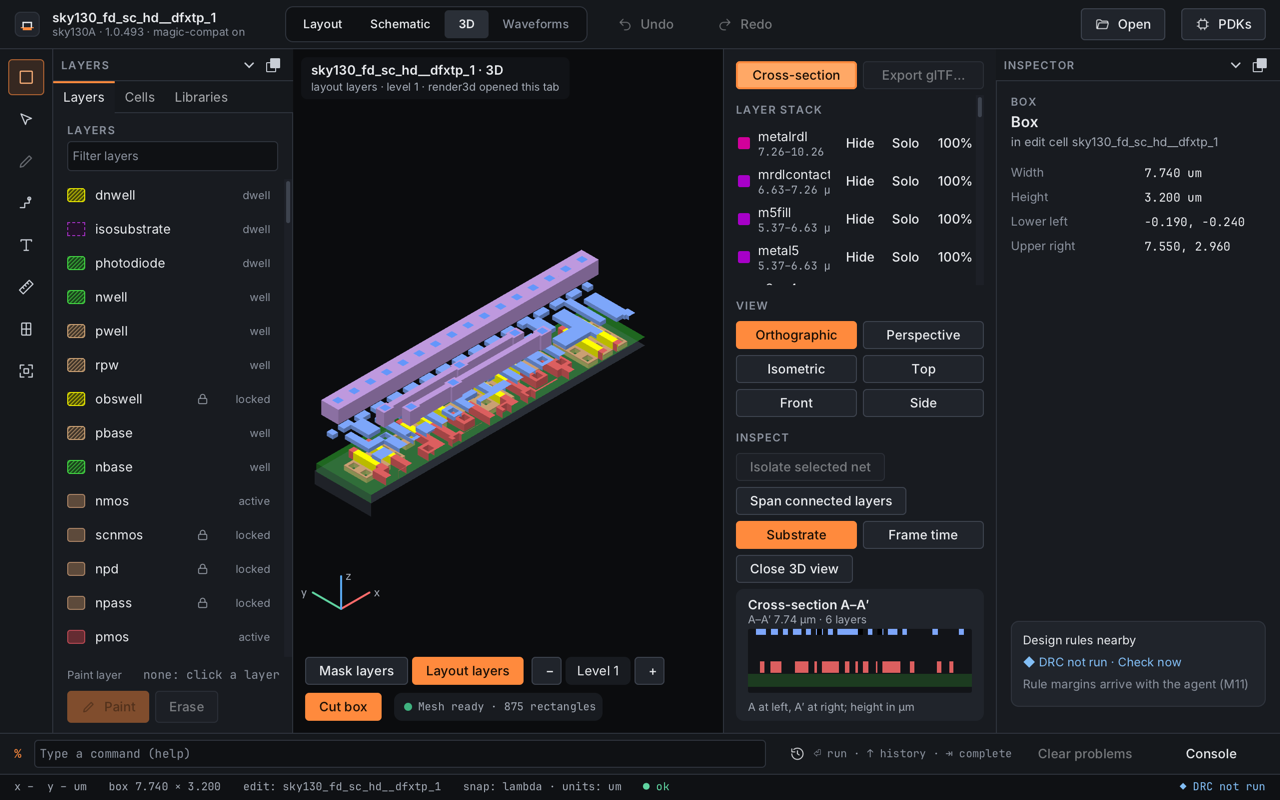 sky130_fd_sc_hd__dfxtp_1
sky130A · 1.0.493 · magic-compat on
Layout
Schematic
3D
Waveforms
Undo
Redo
Open
PDKs
LAYERS
Layers
Cells
Libraries
LAYERS
Filter layers
dnwell dwell
isosubstrate dwell
photodiode dwell
nwell well
pwell well
rpw well
obswell locked
pbase well
nbase well
nmos active
scnmos locked
npd locked
npass locked
pmos active
Paint layer none: click a layer
Paint
Erase
sky130_fd_sc_hd__dfxtp_1 · 3D
layout layers · level 1 · render3d opened this tab
z
y
x
Mask layers
Layout layers
−
Level 1
+
Cut box
Mesh ready · 875 rectangles
Cross-section
Export glTF…
LAYER STACK
metalrdl
7.26–10.26
Hide Solo 100%
mrdlcontact
6.63–7.26 µ
Hide Solo 100%
m5fill
5.37–6.63 µ
Hide Solo 100%
metal5
5.37–6.63 µ
Hide Solo 100%
VIEW
Orthographic
Perspective
Isometric
Top
Front
Side
INSPECT
Isolate selected net
Span connected layers
Substrate
Frame time
Close 3D view
Cross-section A–A′
A–A′ 7.74 µm · 6 layers
A at left, A′ at right; height in µm
INSPECTOR
BOX
Box
in edit cell sky130_fd_sc_hd__dfxtp_1
Width 7.740 um
Height 3.200 um
Lower left -0.190, -0.240
Upper right 7.550, 2.960
Design rules nearby
DRC not run · Check now
Rule margins arrive with the agent (M11)
% Type a command (help)
⏎ run · ↑ history · ⇥ complete
Clear problems
Console
x – y – um box 7.740 × 3.200 edit: sky130_fd_sc_hd__dfxtp_1 snap: lambda · units: um ok
DRC not run